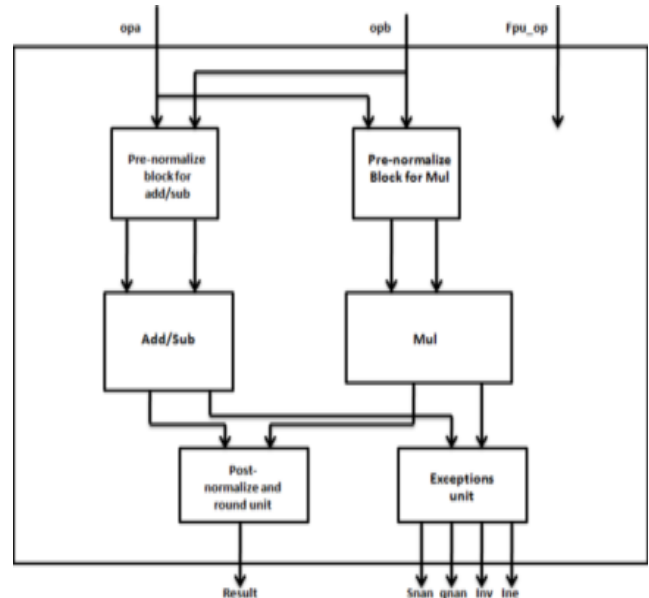 opa
opb
Fpu_op
Pre-normalize
block for
add/sub
Pre-normalize
Block for Mul
Add/Sub
Mul
Post-
normalize and
round unit
Exceptions
unit
Result
Snan
qnan
Inv
Ine